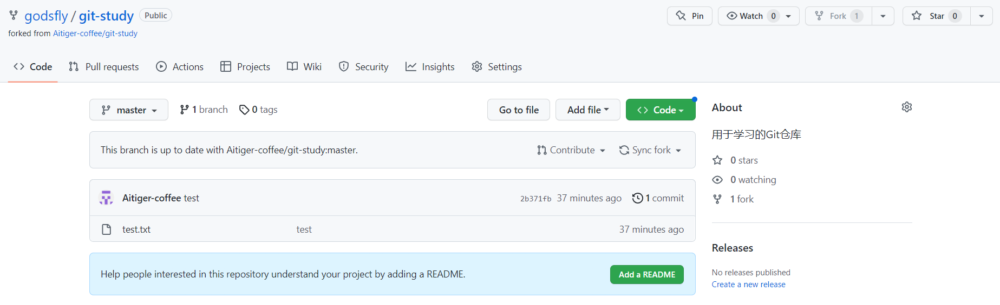 godsfly / git-study Public
Pin
Watch 0
Fork 1
Star 0
forked from Aitiger-coffee/git-study
Code
Pull requests
Actions
Projects
Wiki
Security
Insights
Settings
master
1 branch
0 tags
Go to file
Add file
Code
This branch is up to date with Aitiger-coffee/git-study:master.
Contribute
Sync fork
Aitiger-coffee test
2b371fb 37 minutes ago
1 commit
test.txt
test
37 minutes ago
Help people interested in this repository understand your project by adding a README.
Add a README
About
用于学习的Git仓库
0 stars
0 watching
1 fork
Releases
No releases published
Create a new release